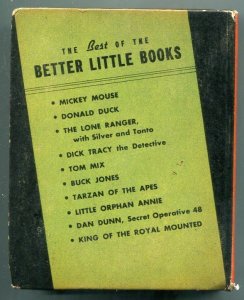 THE Best OF THE
BETTER LITTLE BOOKS
• MICKEY MOUSE
• DONALD DUCK
• THE LONE RANGER,
with Silver and Tonto
• DICK TRACY the Detective
• TOM MIX
• BUCK JONES
• TARZAN OF THE APES
• LITTLE ORPHAN ANNIE
• DAN DUNN, Secret Operative 48
• KING OF THE ROYAL MOUNTED